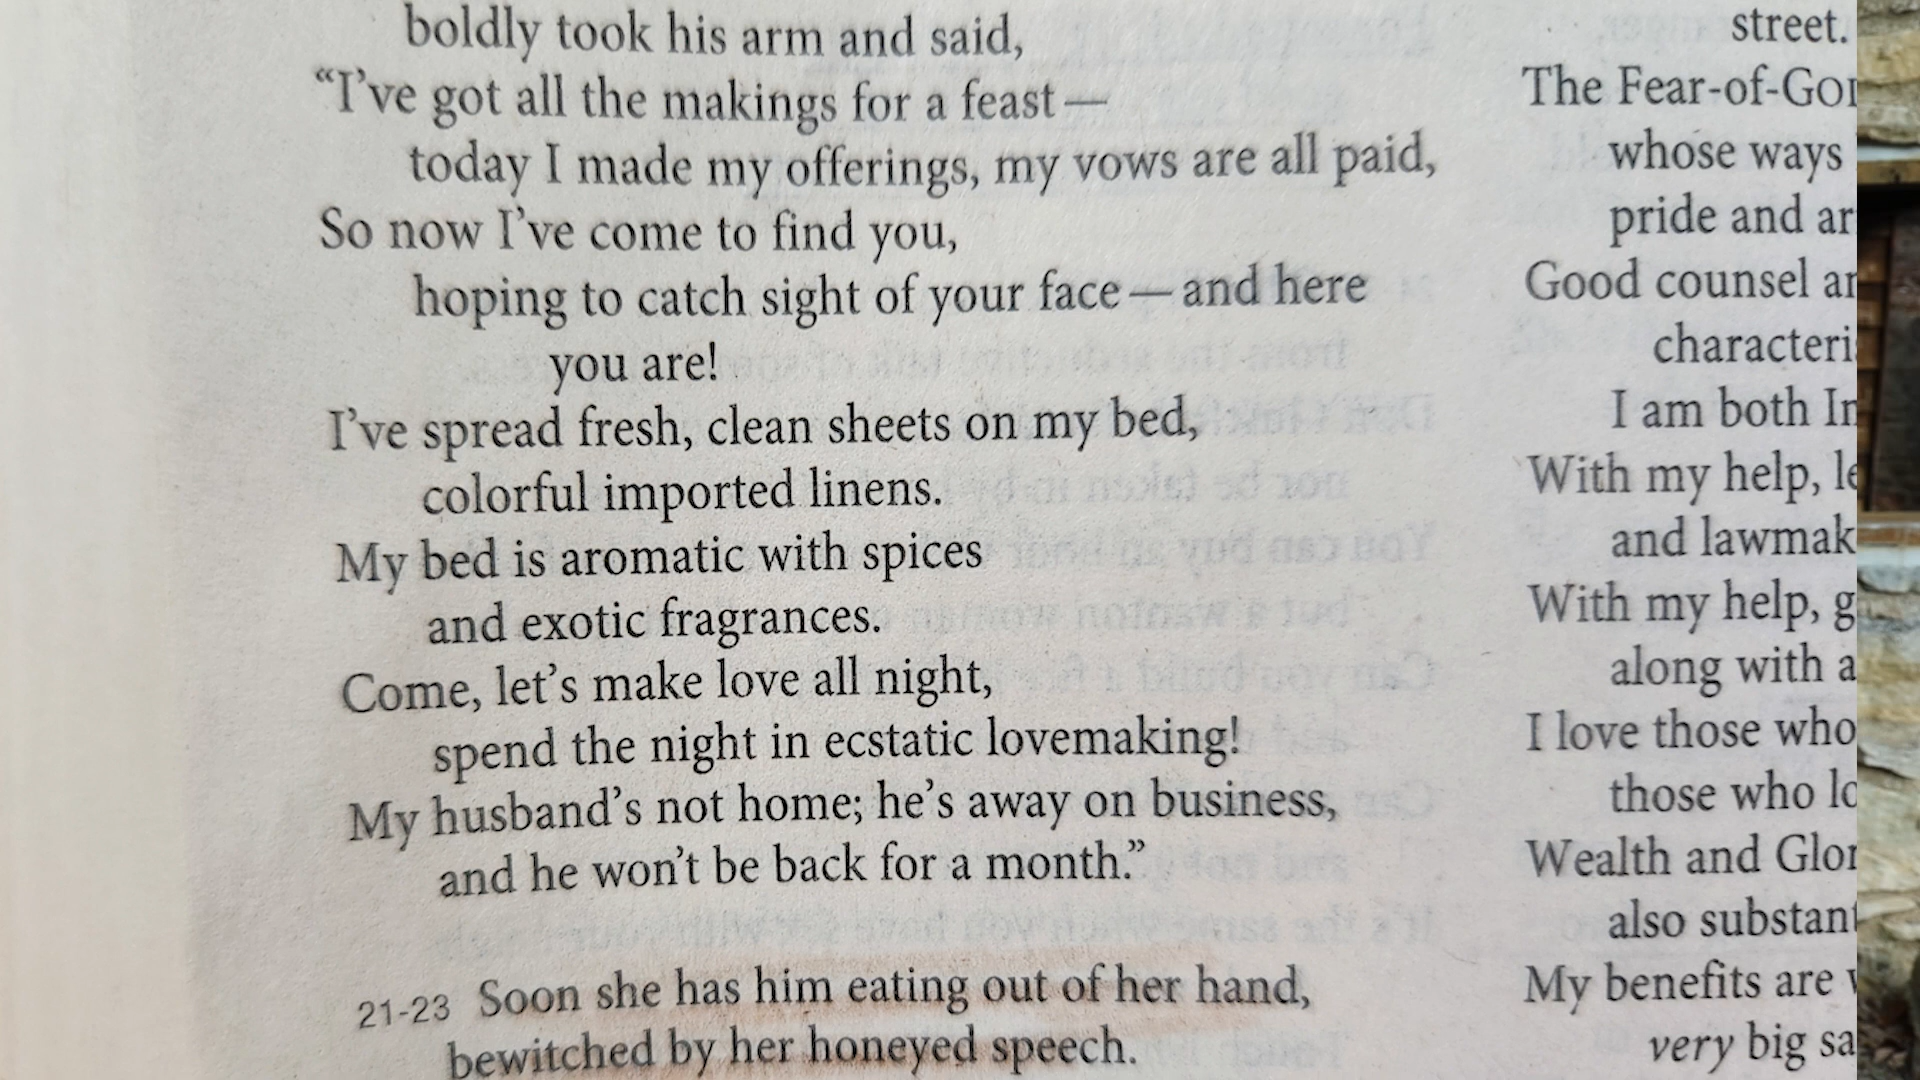 boldly took his arm and said,
“I’ve got all the makings for a feast—
today I made my offerings, my vows are all paid,
So now I’ve come to find you,
hoping to catch sight of your face—and here
you are!
I’ve spread fresh, clean sheets on my bed,
colorful imported linens.
My bed is aromatic with spices
and exotic fragrances.
Come, let’s make love all night,
spend the night in ecstatic lovemaking!
My husband’s not home; he’s away on business,
and he won’t be back for a month.”
21-23 Soon she has him eating out of her hand,
bewitched by her honeyed speech.
street.
The Fear-of-
whose ways
pride and
Good counsel
I am both
With my help,
and
With my help,
along with a
I love those who
those who
Wealth and
also
My benefits are
very big